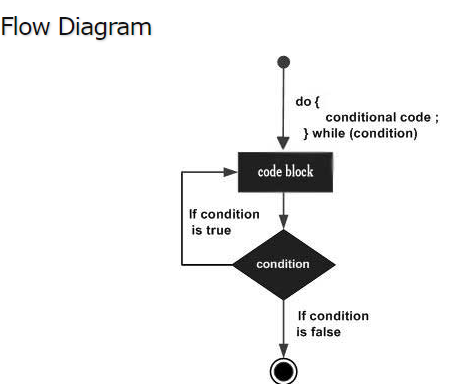 Flow Diagram
do {
conditional code ;
} while (condition)
code block
If condition
is true
condition
If condition
is false